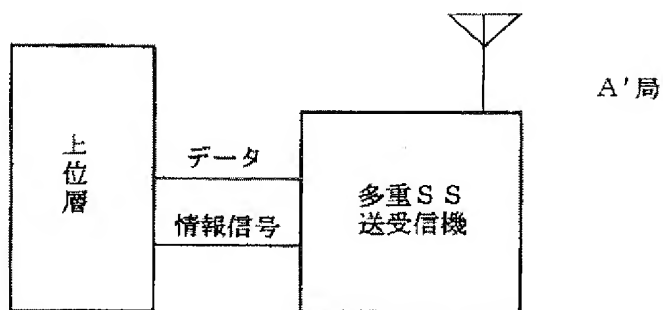 A'局
上位層
データ
情報信号
多重SS
送受信機